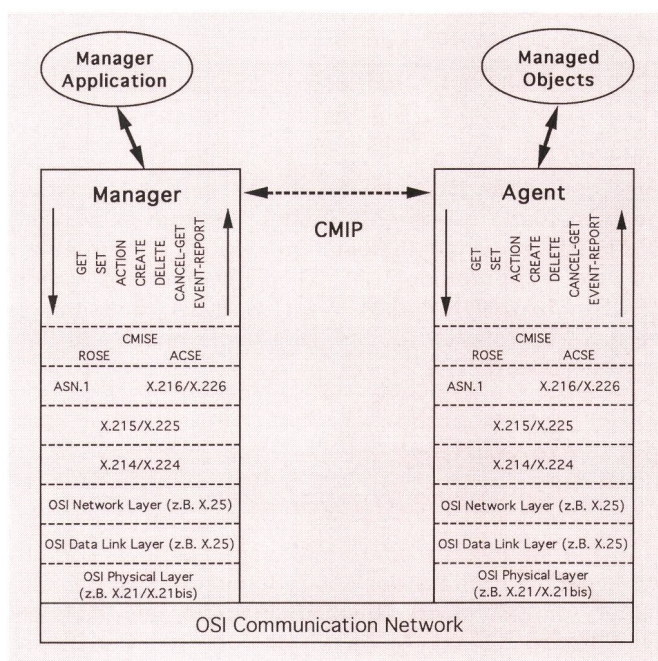 Manager
Application
Managed
Objects
Manager
GET
SET
ACTION
CREATE
DELETE
CANCEL-GET
EVENT-REPORT
CMIP
Agent
GET
SET
ACTION
CREATE
DELETE
CANCEL-GET
EVENT-REPORT
CMISE
ROSE ACSE
ASN.1 X.216/X.226
X.215/X.225
X.214/X.224
OSI Network Layer (z.B. X.25)
OSI Data Link Layer (z.B. X.25)
OSI Physical Layer
(z.B. X.21/X.21bis)
CMISE
ROSE ACSE
ASN.1 X.216/X.226
X.215/X.225
X.214/X.224
OSI Network Layer (z.B. X.25)
OSI Data Link Layer (z.B. X.25)
OSI Physical Layer
(z.B. X.21/X.21bis)
OSI Communication Network